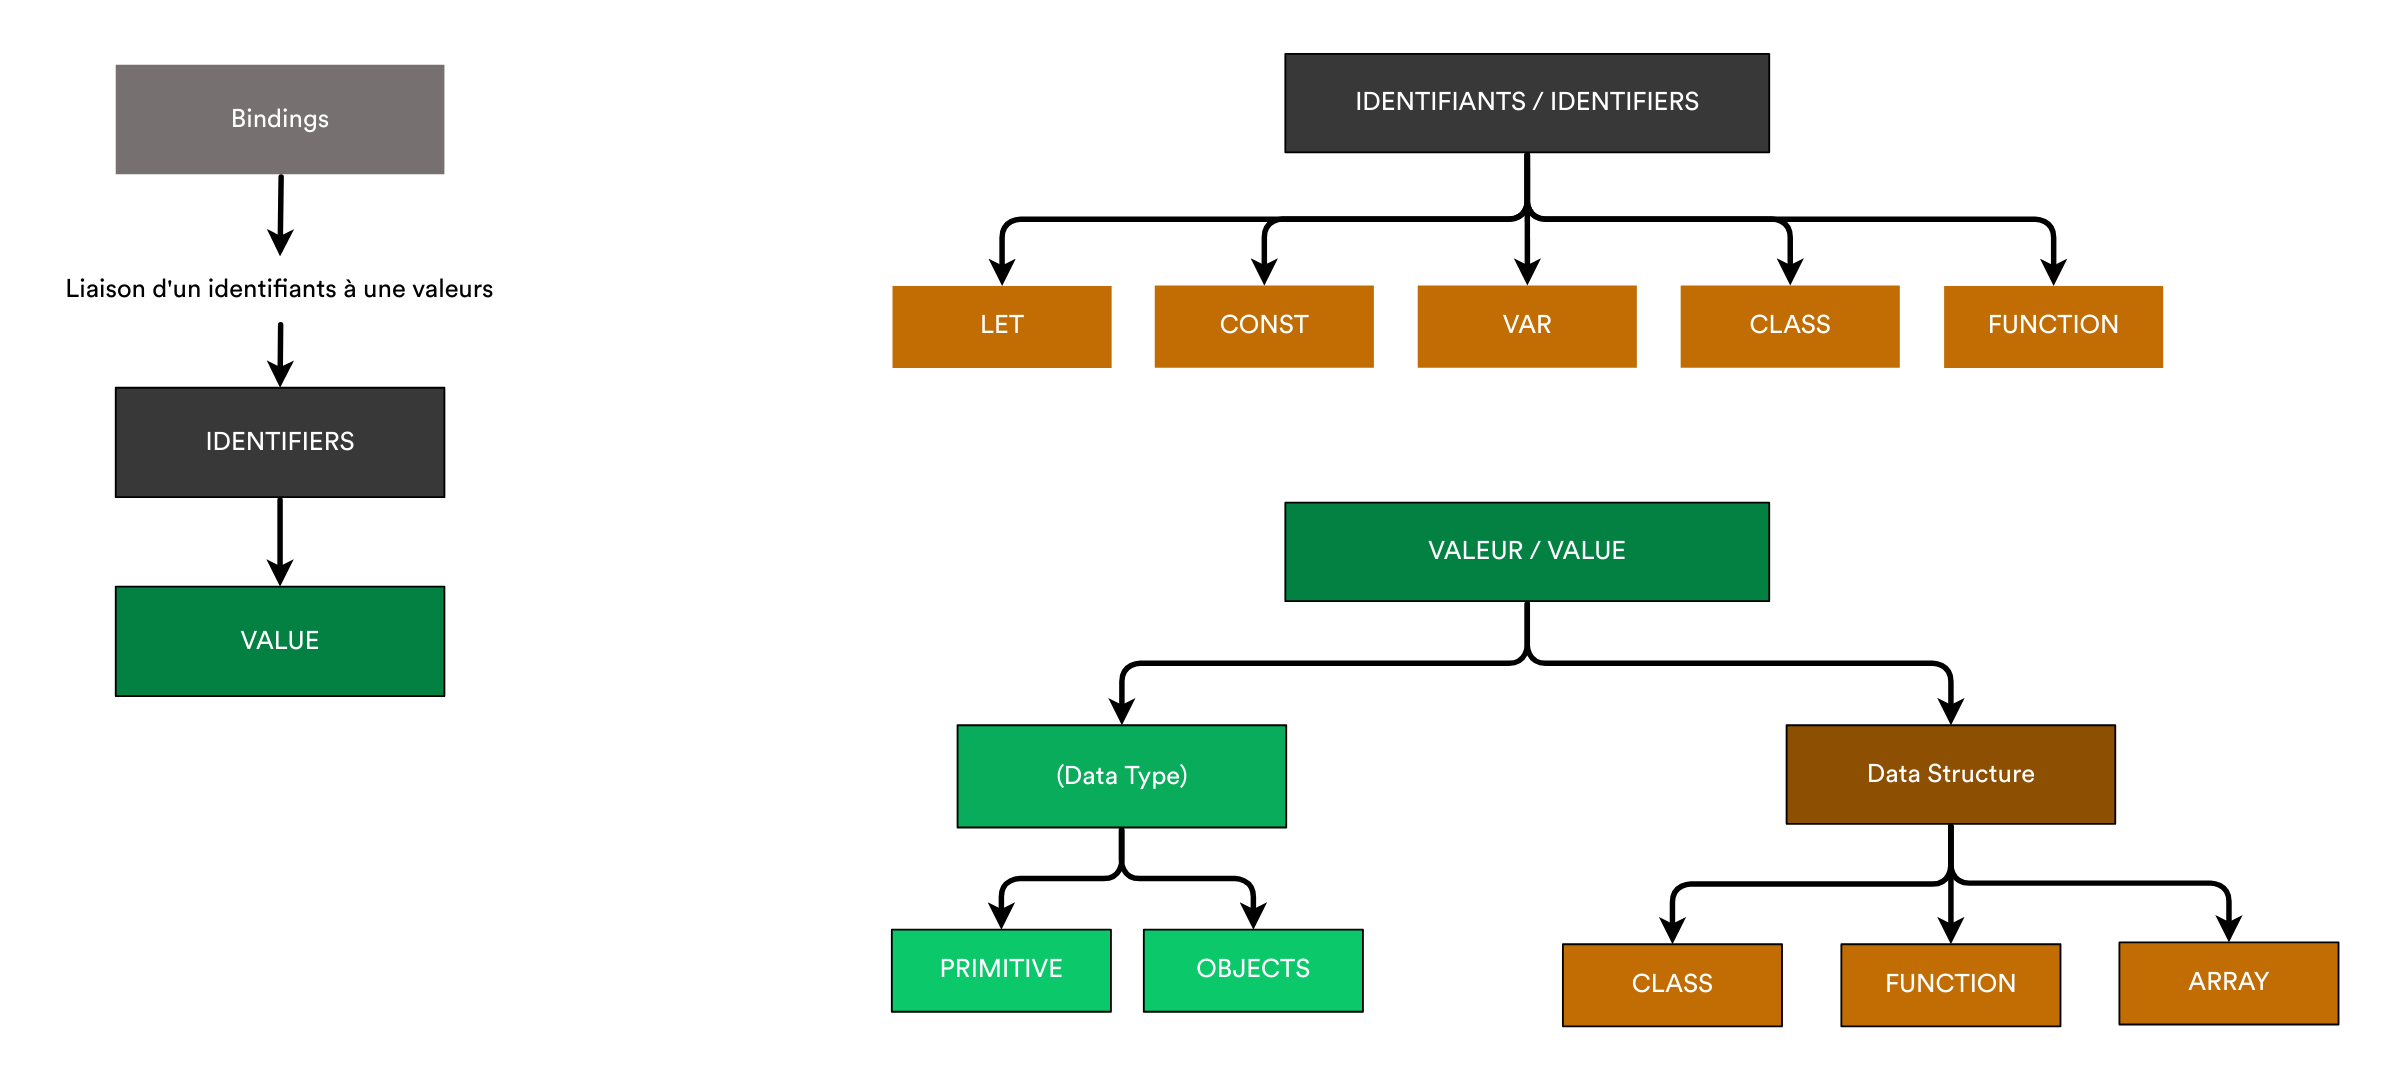 Bindings
Liaison d'un identifiants à une valeurs
IDENTIFIERS
VALUE
IDENTIFIANTS / IDENTIFIERS
LET
CONST
VAR
CLASS
FUNCTION
VALEUR / VALUE
(Data Type)
Data Structure
PRIMITIVE
OBJECTS
CLASS
FUNCTION
ARRAY